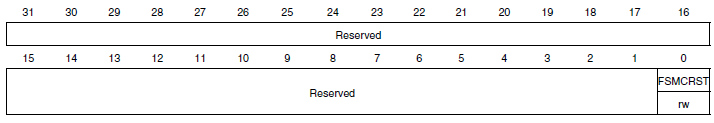 31 30 29 28 27 26 25 24 23 22 21 20 19 18 17 16
Reserved
15 14 13 12 11 10 9 8 7 6 5 4 3 2 1 0
Reserved
FSMCRST
rw